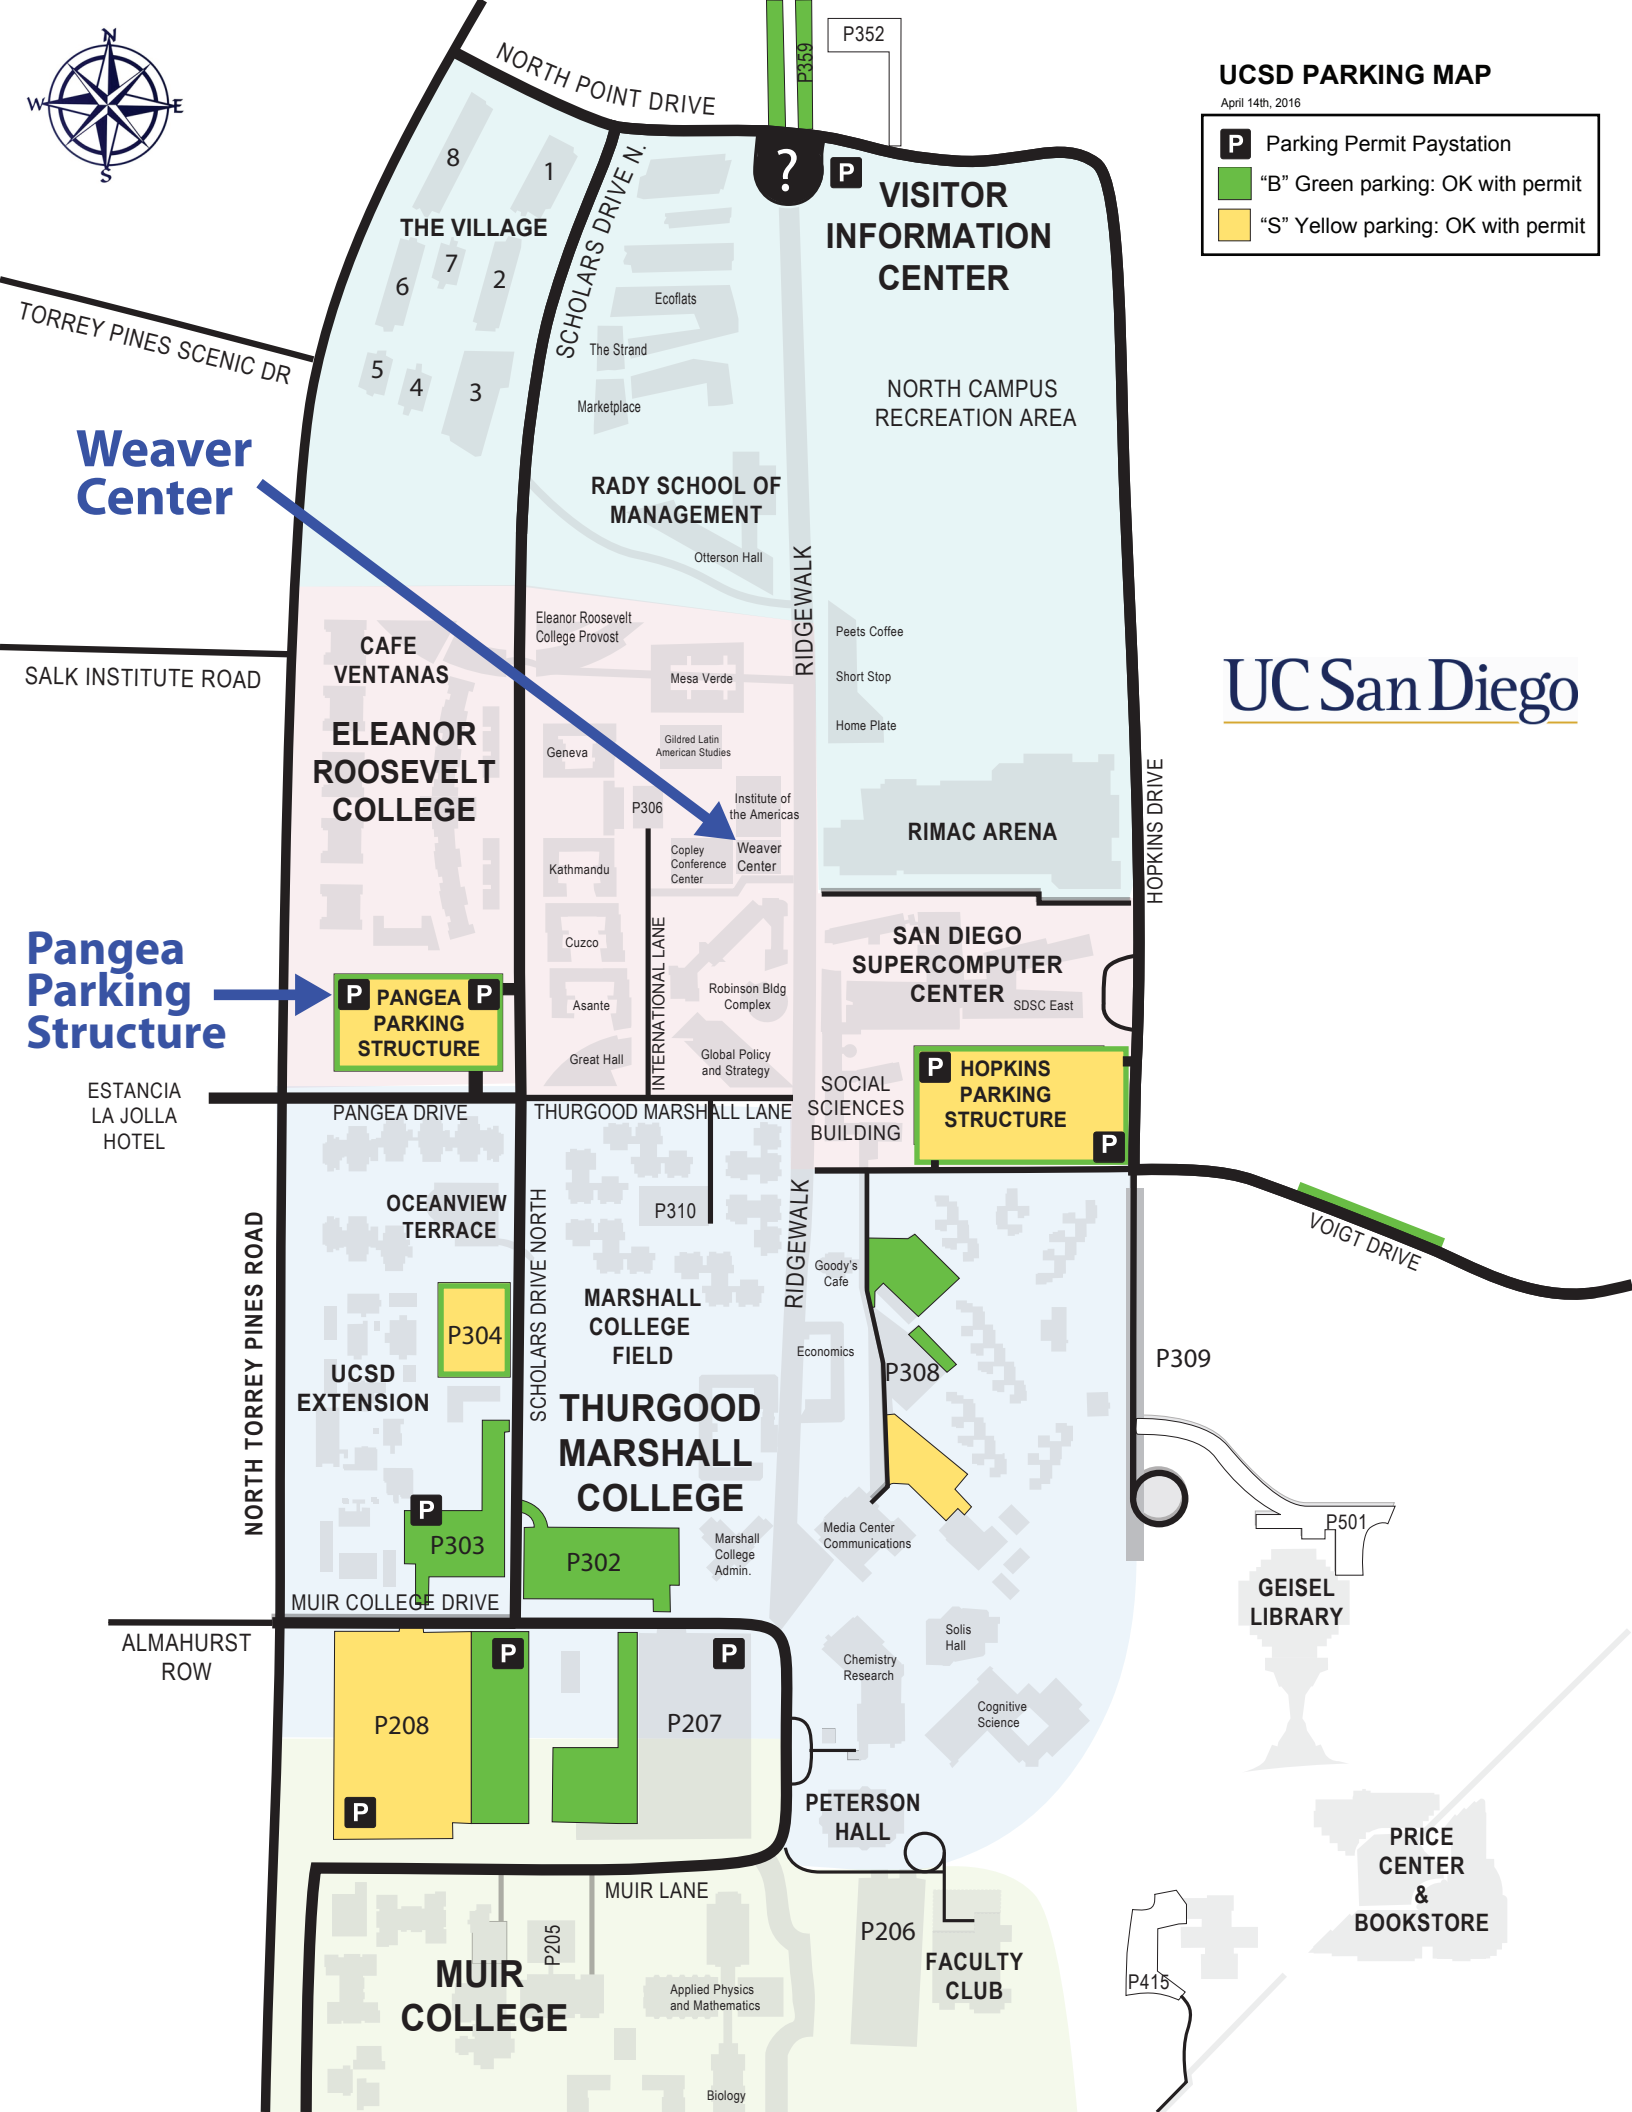 N
W
E
S
NORTH POINT DRIVE
P359
P352
UCSD PARKING MAP
April 14th, 2016
P Parking Permit Paystation
“B” Green parking: OK with permit
“S” Yellow parking: OK with permit
?
P
VISITOR
INFORMATION
CENTER
8
1
THE VILLAGE
7
2
6
5
4
3
SCHOLARS DRIVE N.
TORREY PINES SCENIC DR
Ecoflats
The Strand
Marketplace
NORTH CAMPUS
RECREATION AREA
Weaver
Center
RADY SCHOOL OF
MANAGEMENT
Otterson Hall
RIDGEWALK
SALK INSTITUTE ROAD
CAFE
VENTANAS
Eleanor Roosevelt
College Provost
Mesa Verde
Peets Coffee
Short Stop
Home Plate
UC San Diego
ELEANOR
ROOSEVELT
COLLEGE
Geneva
Gildred Latin
American Studies
P306
Institute of
the Americas
Copley
Conference
Center
Weaver
Center
RIMAC ARENA
HOPKINS DRIVE
Kathmandu
Cuzco
INTERNATIONAL LANE
SAN DIEGO
SUPERCOMPUTER
CENTER
SDSC East
Pangea
Parking
Structure
P
P
PANGEA
PARKING
STRUCTURE
Asante
Robinson Bldg
Complex
Great Hall
Global Policy
and Strategy
SOCIAL
SCIENCES
BUILDING
P
HOPKINS
PARKING
STRUCTURE
P
ESTANCIA
LA JOLLA
HOTEL
PANGEA DRIVE
THURGOOD MARSHALL LANE
OCEANVIEW
TERRACE
P310
RIDGEWALK
VOIGT DRIVE
NORTH TORREY PINES ROAD
SCHOLARS DRIVE NORTH
P304
MARSHALL
COLLEGE
FIELD
Goody’s
Cafe
Economics
P308
P309
UCSD
EXTENSION
THURGOOD
MARSHALL
COLLEGE
P
P303
P302
Marshall
College
Admin.
Media Center
Communications
P501
GEISEL
LIBRARY
MUIR COLLEGE DRIVE
ALMAHURST
ROW
P
P
P208
P
P207
Chemistry
Research
Solis
Hall
Cognitive
Science
PETERSON
HALL
PRICE
CENTER
&
BOOKSTORE
MUIR LANE
P205
P206
FACULTY
CLUB
P415
MUIR
COLLEGE
Applied Physics
and Mathematics
Biology